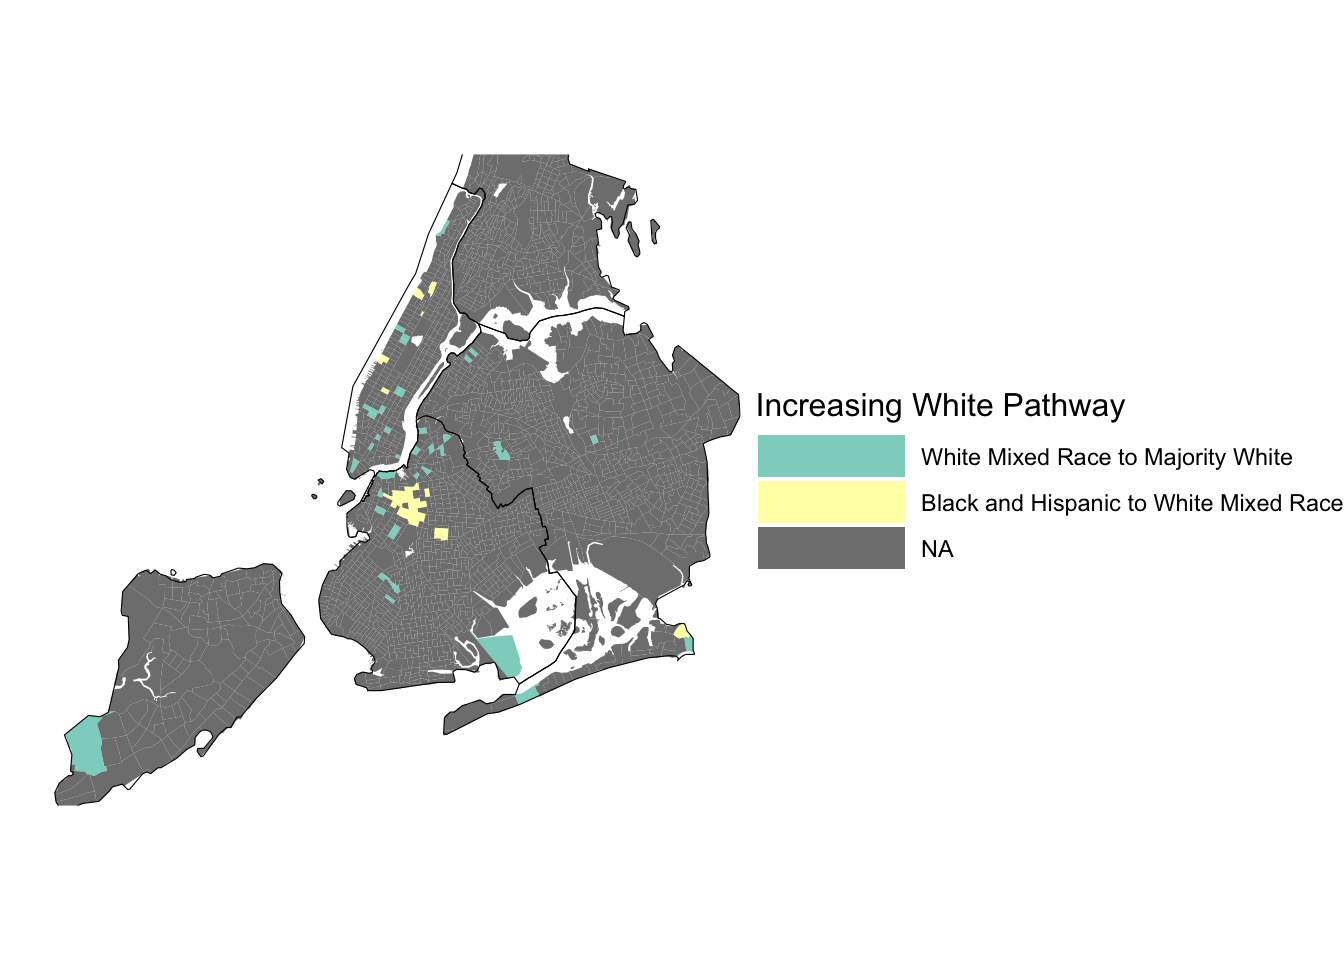 Increasing White Pathway
White Mixed Race to Majority White
Black and Hispanic to White Mixed Race
NA